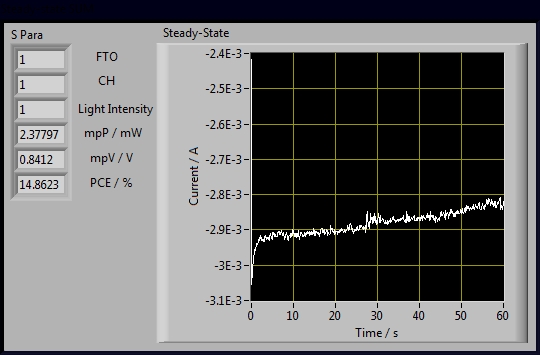 S Para
1 FTO
1 CH
1 Light Intensity
2.37797 mpP / mW
0.8412 mpV / V
14.8623 PCE / %
Steady-State
Current / A
-2.4E-3
-2.5E-3
-2.6E-3
-2.7E-3
-2.8E-3
-2.9E-3
-3E-3
-3.1E-3
0 10 20 30 40 50 60
Time / s